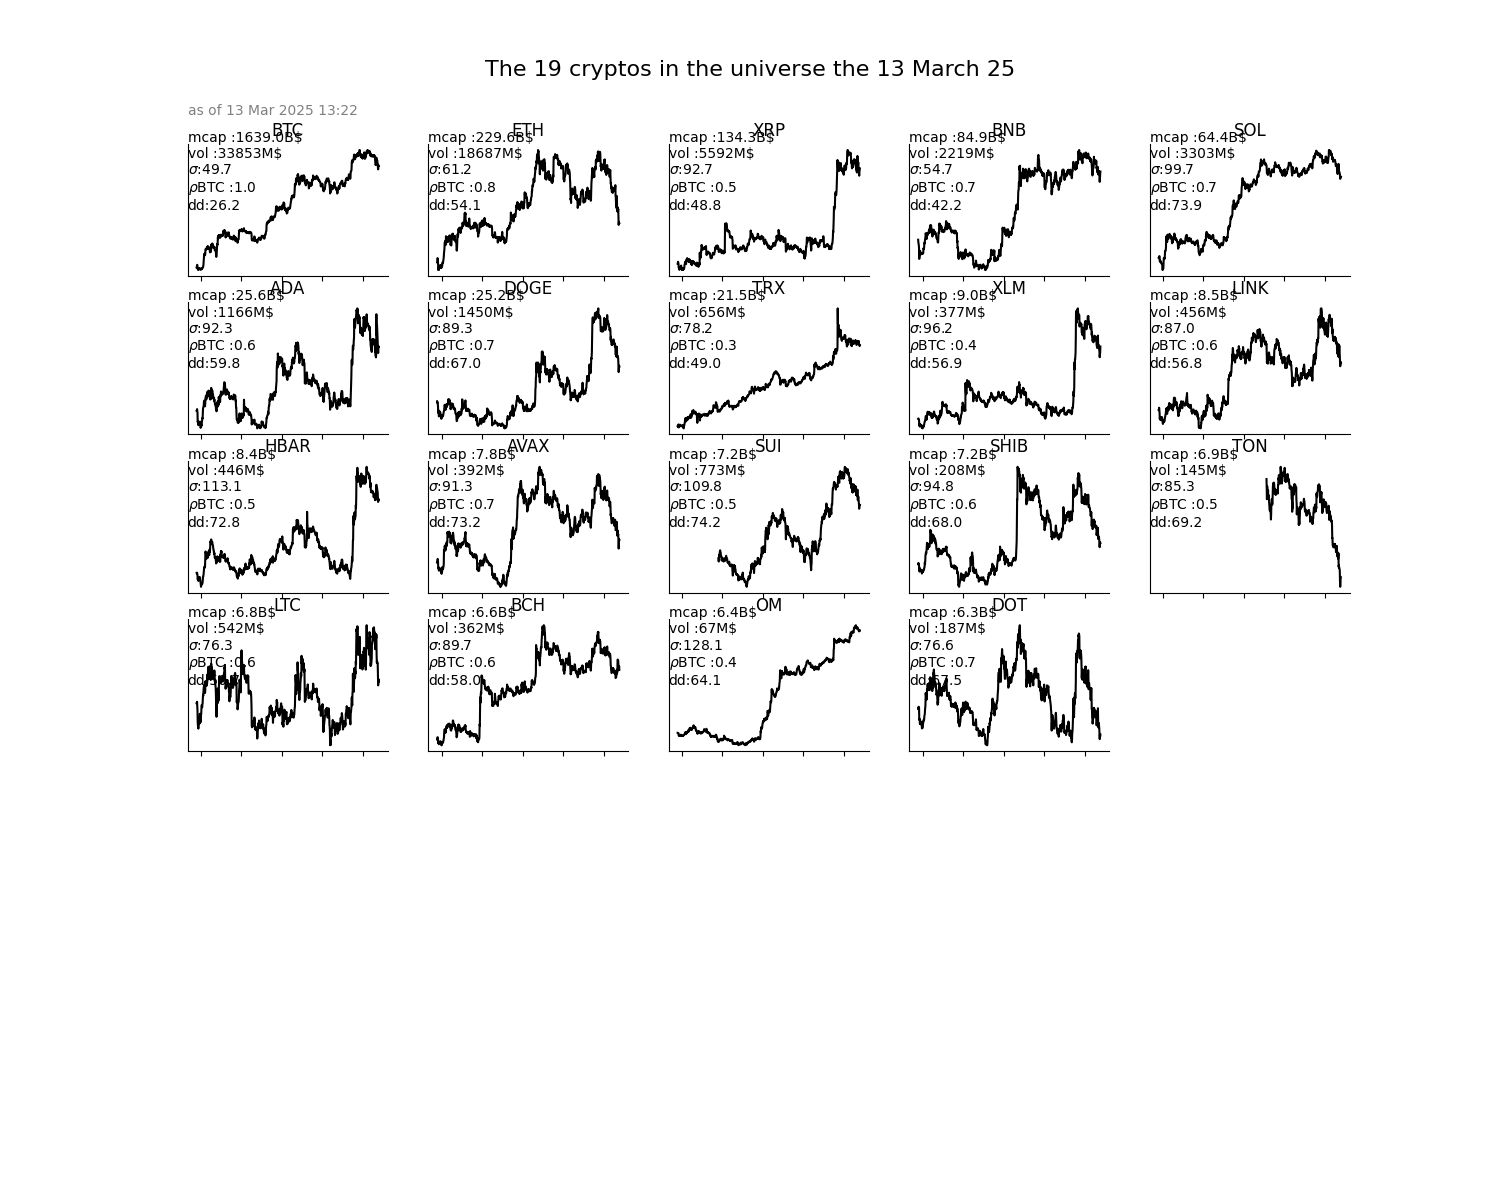 The 19 cryptos in the universe the 13 March 25
as of 13 Mar 2025 13:22
BTC
mcap :1639.0B$
vol :33853M$
σ:49.7
ρBTC :1.0
dd:26.2
ETH
mcap :229.6B$
vol :18687M$
σ:61.2
ρBTC :0.8
dd:54.1
XRP
mcap :134.3B$
vol :5592M$
σ:92.7
ρBTC :0.5
dd:48.8
BNB
mcap :84.9B$
vol :2219M$
σ:54.7
ρBTC :0.7
dd:42.2
SOL
mcap :64.4B$
vol :3303M$
σ:99.7
ρBTC :0.7
dd:73.9
ADA
mcap :25.6B$
vol :1166M$
σ:92.3
ρBTC :0.6
dd:59.8
DOGE
mcap :25.2B$
vol :1450M$
σ:89.3
ρBTC :0.7
dd:67.0
TRX
mcap :21.5B$
vol :656M$
σ:78.2
ρBTC :0.3
dd:49.0
XLM
mcap :9.0B$
vol :377M$
σ:96.2
ρBTC :0.4
dd:56.9
LINK
mcap :8.5B$
vol :456M$
σ:87.0
ρBTC :0.6
dd:56.8
HBAR
mcap :8.4B$
vol :446M$
σ:113.1
ρBTC :0.5
dd:72.8
AVAX
mcap :7.8B$
vol :392M$
σ:91.3
ρBTC :0.7
dd:73.2
SUI
mcap :7.2B$
vol :773M$
σ:109.8
ρBTC :0.5
dd:74.2
SHIB
mcap :7.2B$
vol :208M$
σ:94.8
ρBTC :0.6
dd:68.0
TON
mcap :6.9B$
vol :145M$
σ:85.3
ρBTC :0.5
dd:69.2
LTC
mcap :6.8B$
vol :542M$
σ:76.3
ρBTC :0.6
BCH
mcap :6.6B$
vol :362M$
σ:89.7
ρBTC :0.6
dd:58.0
OM
mcap :6.4B$
vol :67M$
σ:128.1
ρBTC :0.4
dd:64.1
DOT
mcap :6.3B$
vol :187M$
σ:76.6
ρBTC :0.7
dd:67.5